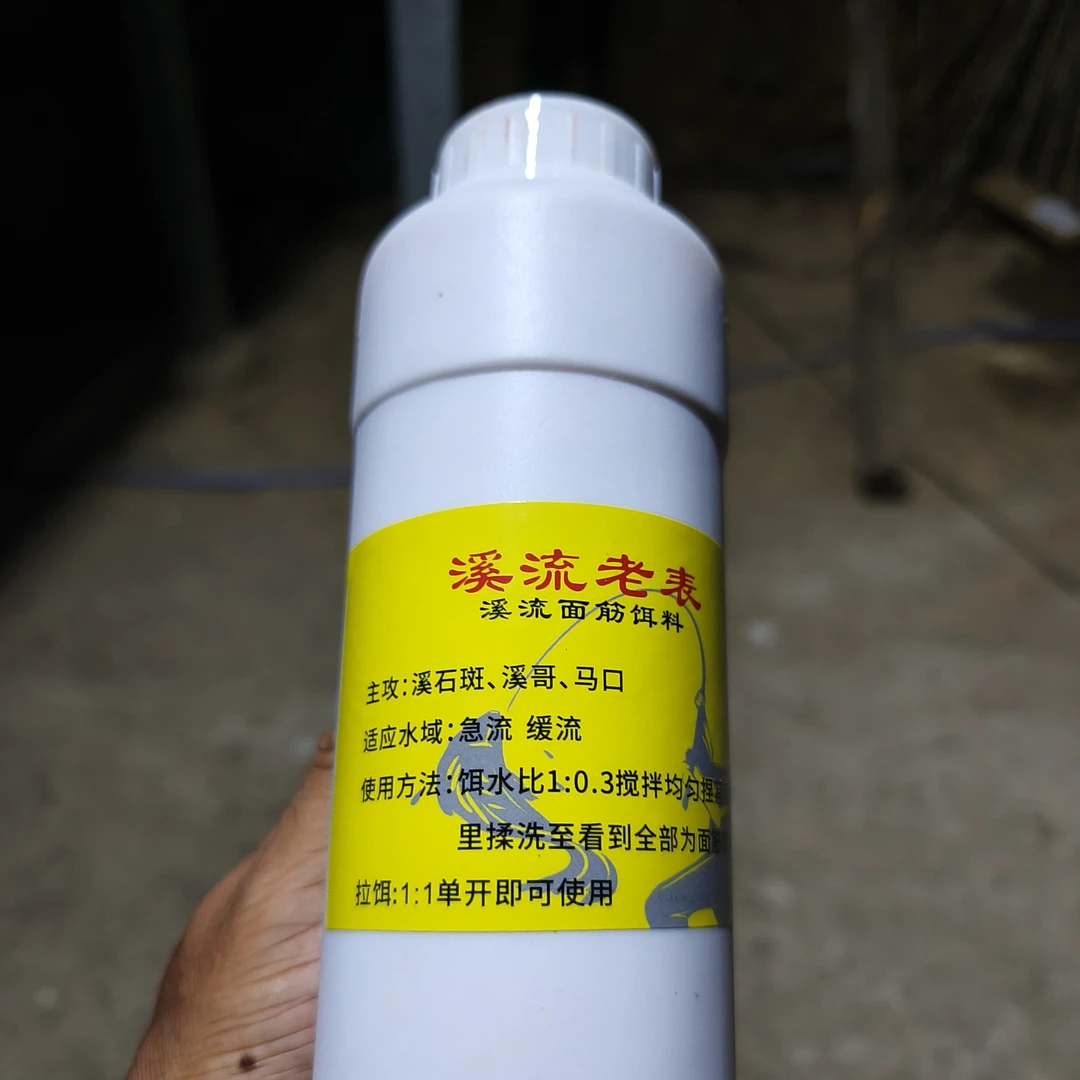 溪流老表
溪流面筋饵料
主攻:溪石斑、溪哥、马口
适应水域:急流 缓流
使用方法:饵水比1:0.3搅拌均匀捏
里揉洗至看到全部为面
拉饵:1:1单开即可使用